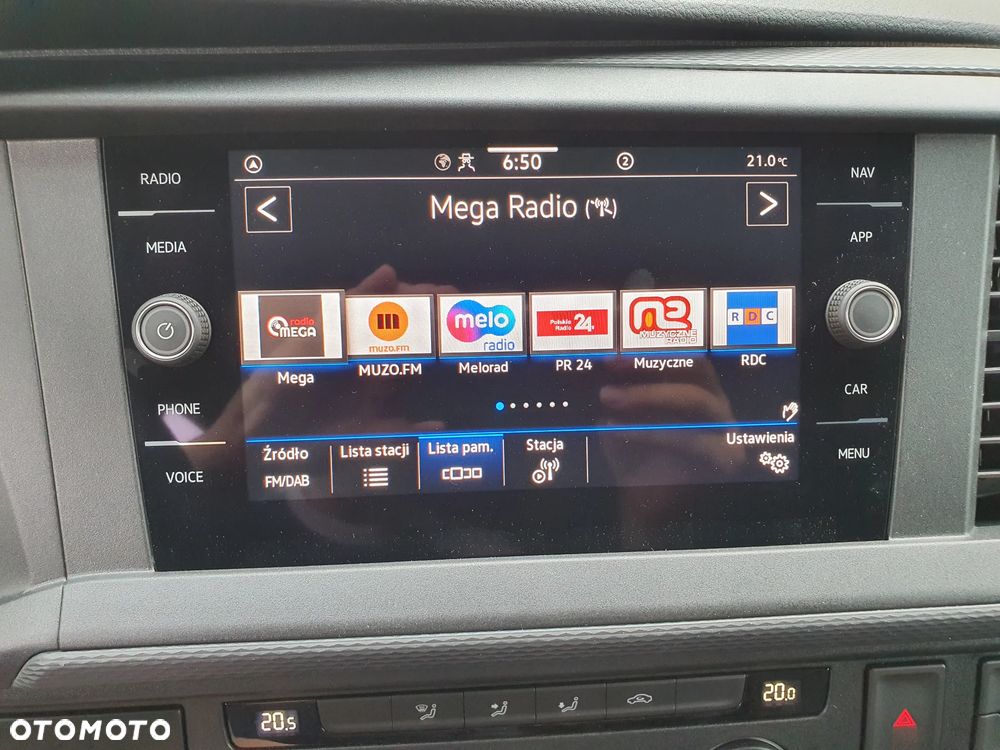 RADIO
MEDIA
PHONE
VOICE
6:50
2
21.0°C
<
Mega Radio
>
radio
MEGA
MUZO.FM
melo
radio
Polskie
Radio 24
MUZYCZNE
RADIO
RDC
Mega
MUZO.FM
Melorad
PR 24
Muzyczne
RDC
Źródło
FM/DAB
Lista stacji
Lista pam.
Stacja
Ustawienia
NAV
APP
CAR
MENU
20.5
20.0
OTOMOTO